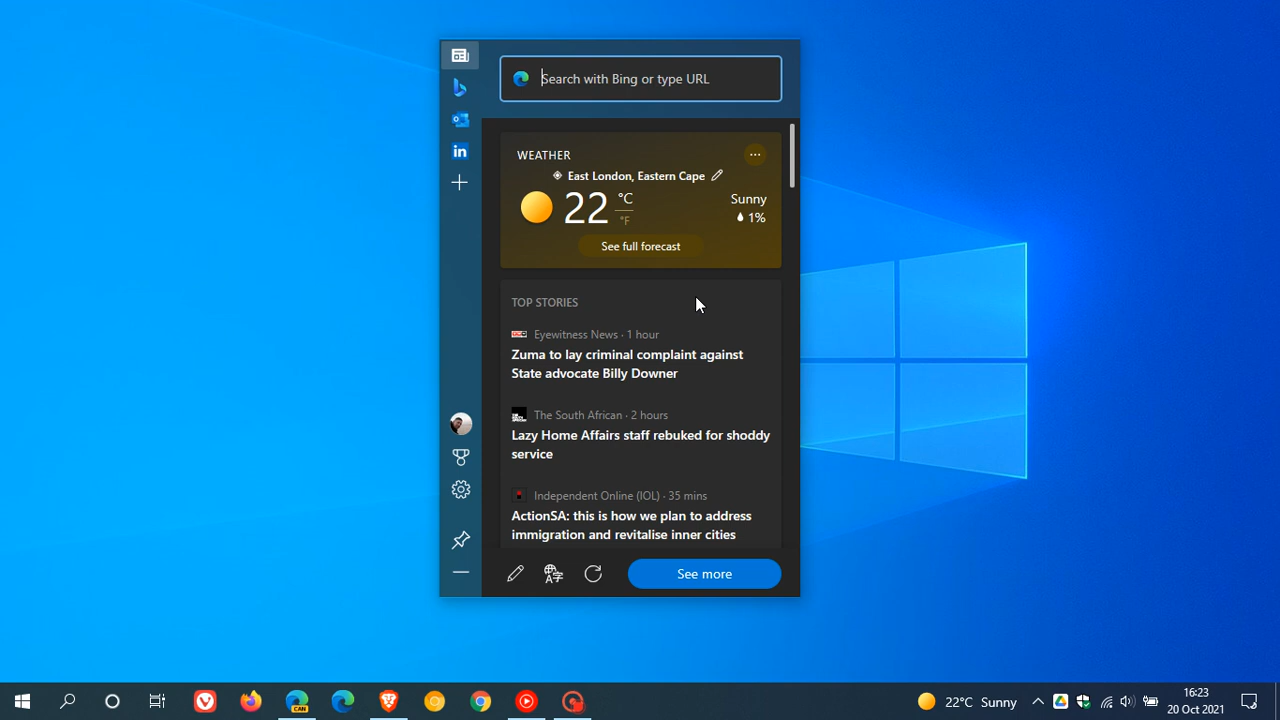 Search with Bing or type URL
in
WEATHER
...
East London, Eastern Cape
22 °C
°F
Sunny
1%
See full forecast
TOP STORIES
Eyewitness News · 1 hour
Zuma to lay criminal complaint against
State advocate Billy Downer
The South African · 2 hours
Lazy Home Affairs staff rebuked for shoddy
service
Independent Online (IOL) · 35 mins
ActionSA: this is how we plan to address
immigration and revitalise inner cities
See more
CAN
22°C Sunny
16:23
20 Oct 2021